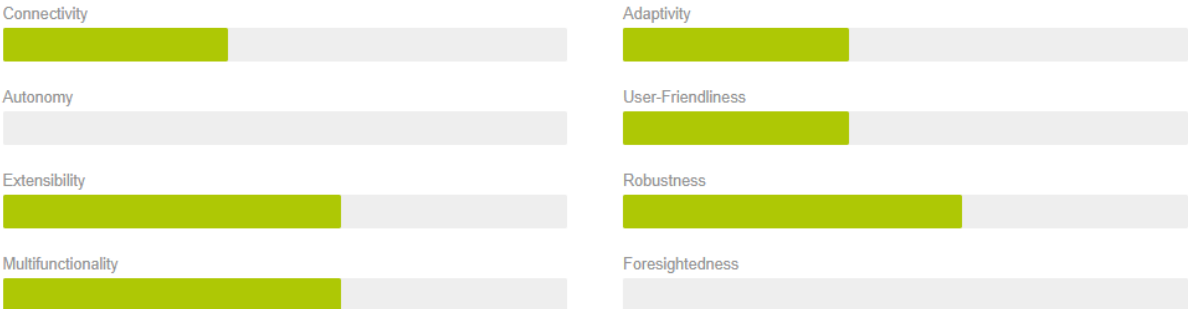 Connectivity
Adaptivity
Autonomy
User-Friendliness
Extensibility
Robustness
Multifunctionality
Foresightedness